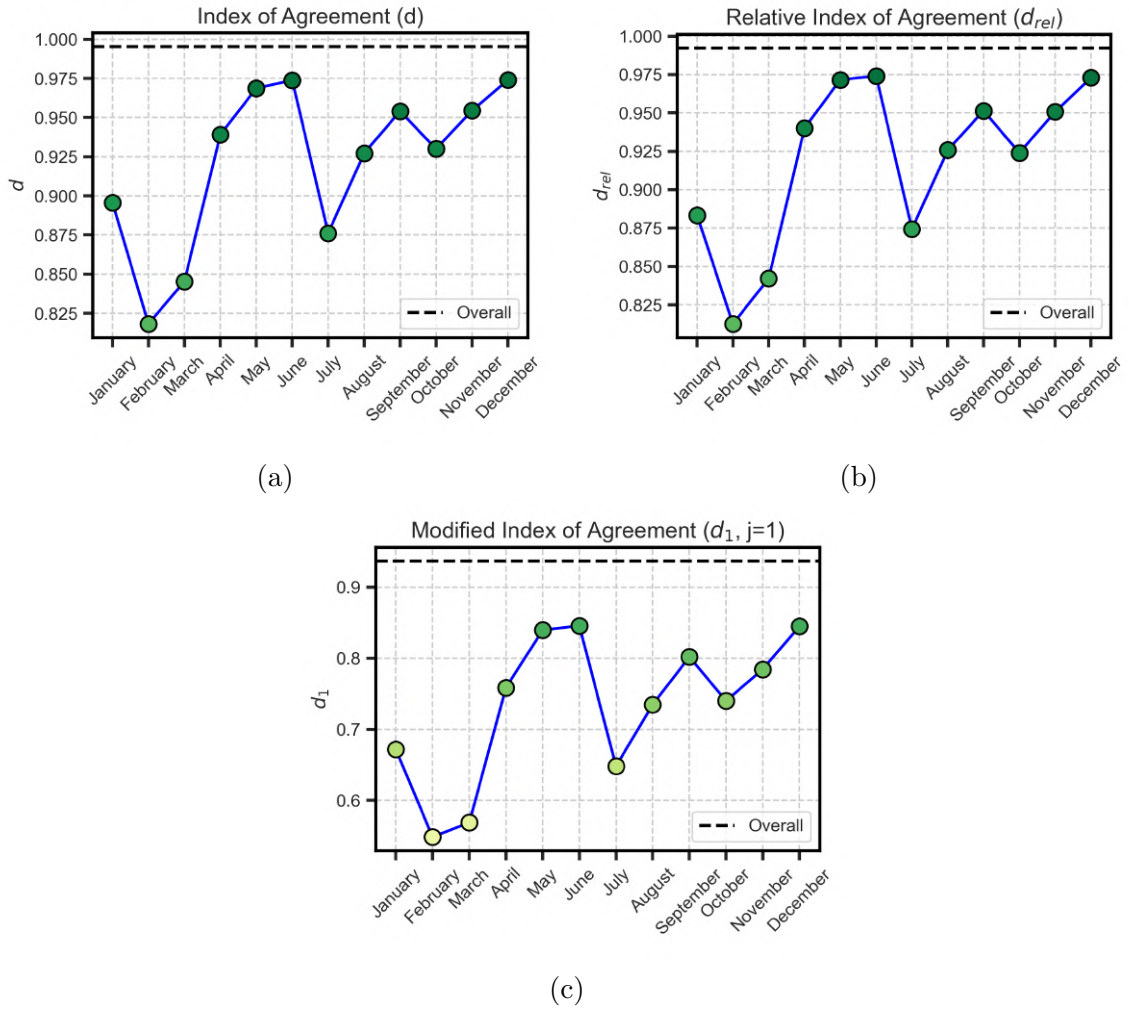 Index of Agreement (d)
1.000
0.975
0.950
0.925
0.900
0.875
0.850
0.825
d
Overall
January
February
March
April
May
June
July
August
September
October
November
December
(a)
Relative Index of Agreement (d_rel)
1.000
0.975
0.950
0.925
0.900
0.875
0.850
0.825
d_rel
Overall
January
February
March
April
May
June
July
August
September
October
November
December
(b)
Modified Index of Agreement (d_1, j=1)
0.9
0.8
0.7
0.6
d_1
Overall
January
February
March
April
May
June
July
August
September
October
November
December
(c)